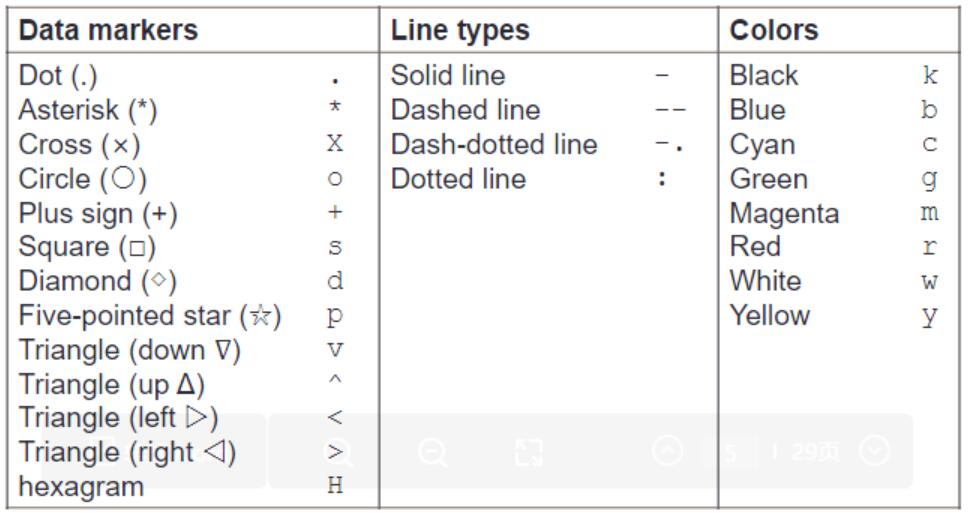 Data markers Line types Colors
Dot (.) . Solid line - Black k
Asterisk (*) * Dashed line -- Blue b
Cross (×) X Dash-dotted line -. Cyan c
Circle (○) o Dotted line : Green g
Plus sign (+) + Magenta m
Square (□) s Red r
Diamond (◇) d White w
Five-pointed star (☆) p Yellow y
Triangle (down ∇) v
Triangle (up Δ) ^
Triangle (left ▷) <
Triangle (right ◁) >
5 | 29页
hexagram H